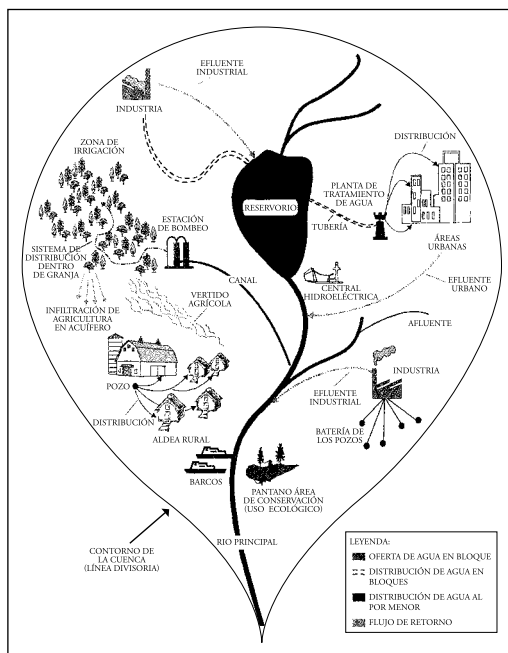 EFLUENTE
INDUSTRIAL
INDUSTRIA
ZONA DE
IRRIGACIÓN
DISTRIBUCIÓN
PLANTA DE
TRATAMIENTO
DE AGUA
RESERVORIO
ESTACIÓN
DE BOMBEO
TUBERÍA
ÁREAS
URBANAS
SISTEMA DE
DISTRIBUCIÓN
DENTRO
DE GRANJA
CANAL
CENTRAL
HIDROELÉCTRICA
EFLUENTE
URBANO
VERTIDO
AGRÍCOLA
INFILTRACIÓN DE
AGRICULTURA
EN ACUÍFERO
AFLUENTE
POZO
EFLUENTE
INDUSTRIAL
INDUSTRIA
DISTRIBUCIÓN
ALDEA RURAL
BATERÍA DE
LOS POZOS
BARCOS
PANTANO ÁREA
DE CONSERVACIÓN
(USO ECOLÓGICO)
RIO PRINCIPAL
CONTORNO DE
LA CUENCA
(LÍNEA DIVISORIA)
LEYENDA:
OFERTA DE AGUA EN BLOQUE
DISTRIBUCIÓN DE AGUA EN
BLOQUES
DISTRIBUCIÓN DE AGUA AL
POR MENOR
FLUJO DE RETORNO